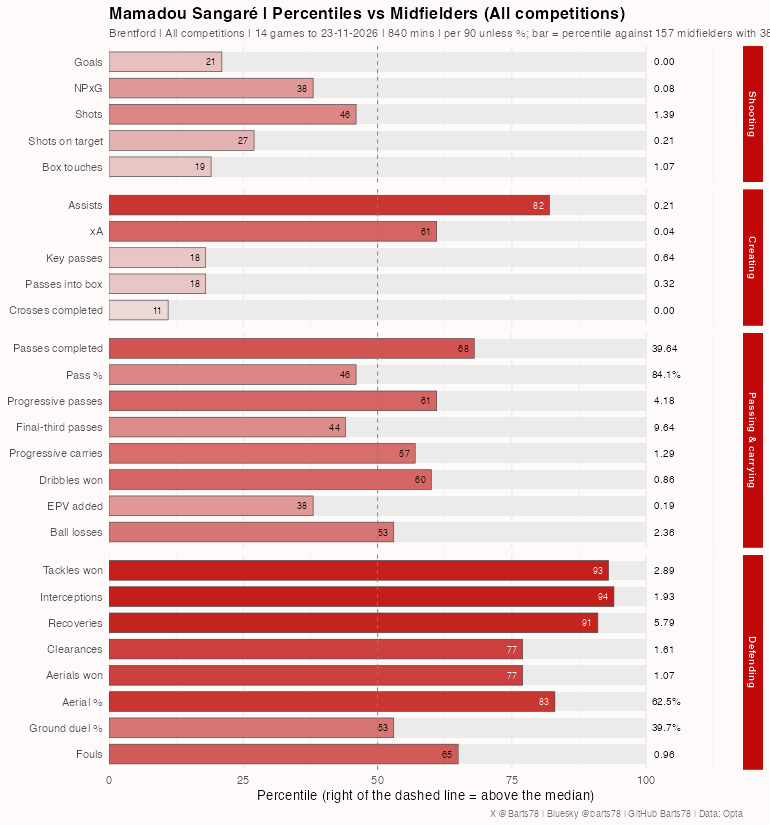 Mamadou Sangaré | Percentiles vs Midfielders (All competitions)
Brentford | All competitions | 14 games to 23-11-2026 | 840 mins | per 90 unless %; bar = percentile against 157 midfielders with 38
Goals 21 0.00
NPxG 38 0.08
Shots 46 1.39
Shots on target 27 0.21
Box touches 19 1.07
Shooting
Assists 82 0.21
xA 61 0.04
Key passes 18 0.64
Passes into box 18 0.32
Crosses completed 11 0.00
Creating
Passes completed 68 39.64
Pass % 46 84.1%
Progressive passes 61 4.18
Final-third passes 44 9.64
Progressive carries 57 1.29
Dribbles won 60 0.86
EPV added 38 0.19
Ball losses 53 2.36
Passing & carrying
Tackles won 93 2.89
Interceptions 94 1.93
Recoveries 91 5.79
Clearances 77 1.61
Aerials won 77 1.07
Aerial % 83 62.5%
Ground duel % 53 39.7%
Fouls 65 0.96
Defending
0 25 50 75 100
Percentile (right of the dashed line = above the median)
X @Barts78 | Bluesky @barts78 | GitHub Barts78 | Data: Opta